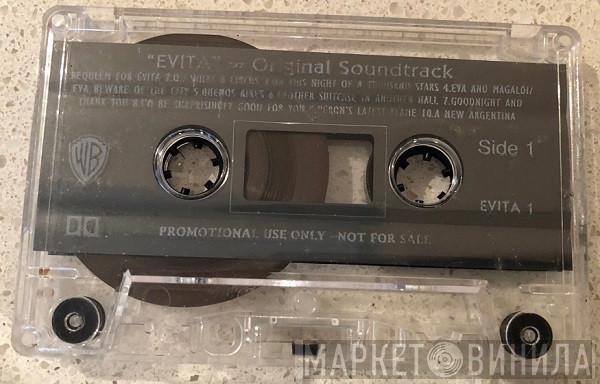 "EVITA" Original Soundtrack
REQUIEM FOR EVITA 2.O, WHAT A CIRCUS 3.ON THIS NIGHT OF A THOUSAND STARS 4.EVA AND MAGALDI/
EVA BEWARE OF THE CITY 5.BUENOS AIRES 6.ANOTHER SUITCASE IN ANOTHER HALL 7.GOODNIGHT AND
THANK YOU 8.I'D BE SURPRISINGLY GOOD FOR YOU 9.PERON'S LATEST FLAME 10.A NEW ARGENTINA
WB
Side 1
EVITA 1
PROMOTIONAL USE ONLY - NOT FOR SALE
МАРКЕТ ВИНИЛА